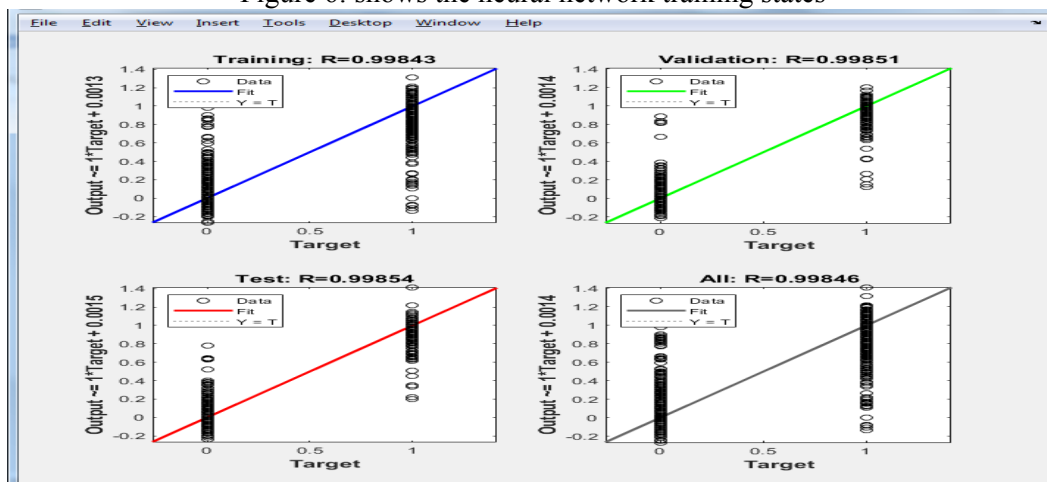 Figure 6: shows the neural network training states
File Edit View Insert Tools Desktop Window Help
Training: R=0.99843
Output ~= 1*Target + 0.0013
Data
Fit
Y = T
1.4
1.2
1
0.8
0.6
0.4
0.2
0
-0.2
0 0.5 1
Target
Validation: R=0.99851
Output ~= 1*Target + 0.0014
Data
Fit
Y = T
1.4
1.2
1
0.8
0.6
0.4
0.2
0
-0.2
0 0.5 1
Target
Test: R=0.99854
Output ~= 1*Target + 0.0015
Data
Fit
Y = T
1.4
1.2
1
0.8
0.6
0.4
0.2
0
-0.2
0 0.5 1
Target
All: R=0.99846
Output ~= 1*Target + 0.0014
Data
Fit
Y = T
1.4
1.2
1
0.8
0.6
0.4
0.2
0
-0.2
0 0.5 1
Target